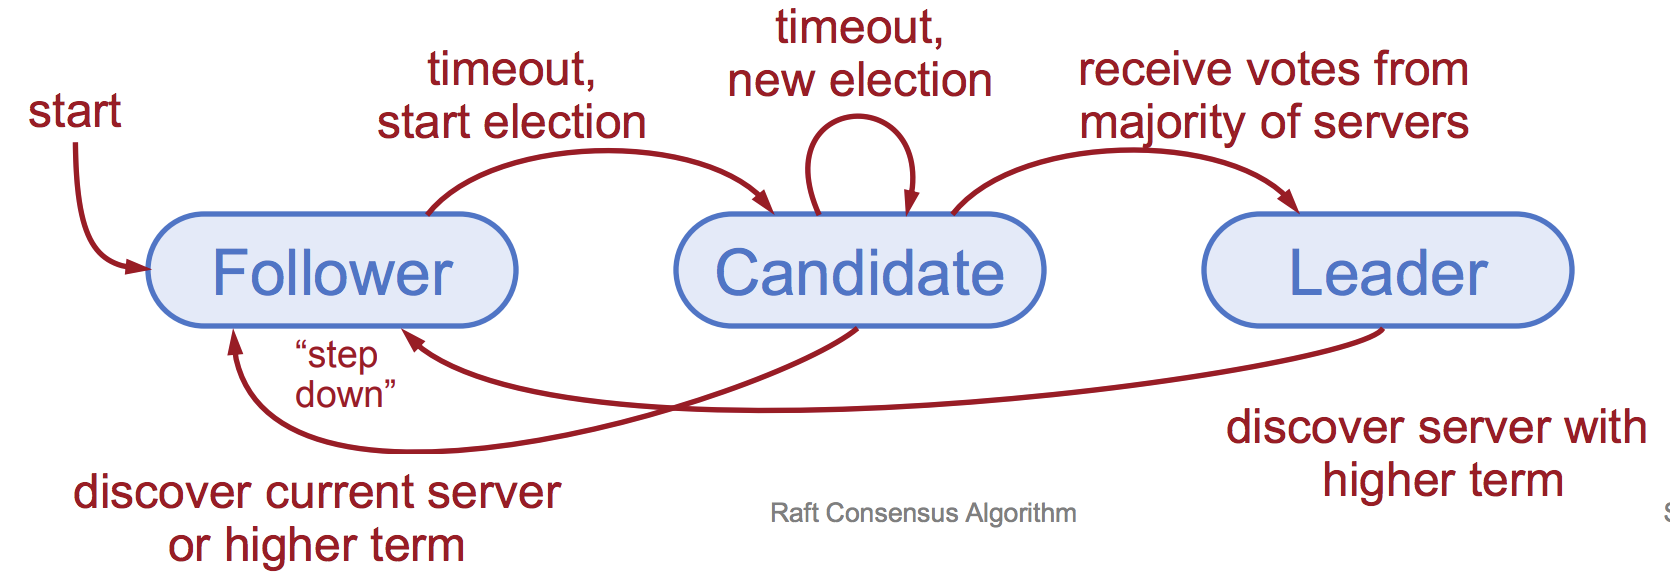 start
timeout,
start election
timeout,
new election
receive votes from
majority of servers
Follower
Candidate
Leader
“step
down”
discover current server
or higher term
discover server with
higher term
Raft Consensus Algorithm